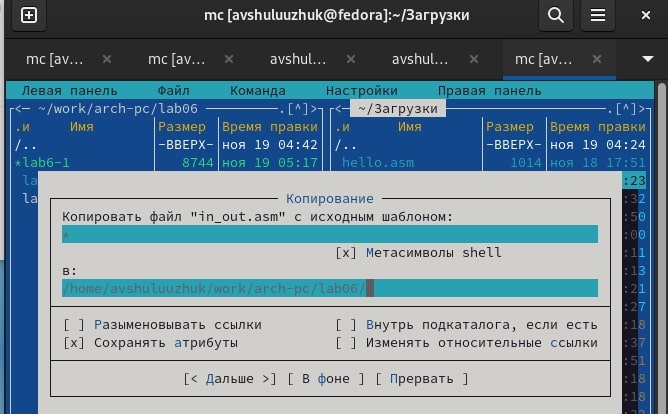 mc [avshuluuzhuk@fedora]:~/Загрузки
mc [av… × mc [av… × avshul… × avshul… × mc [av… ×
Левая панель Файл Команда Настройки Правая панель
<— ~/work/arch-pc/lab06 .[^]> <— ~/Загрузки .[^]>
.и Имя Размер Время правки .и Имя Размер Время правки
/.. -ВВЕРХ- ноя 19 04:42 /.. -ВВЕРХ- ноя 19 04:24
*lab6-1 8744 ноя 19 05:17 hello.asm 1014 ноя 18 17:51
la :23
la :32
Копирование :50
Копировать файл "in_out.asm" с исходным шаблоном: :00
* :11
[x] Метасимволы shell :13
в: :21
/home/avshuluuzhuk/work/arch-pc/lab06/ :27
[ ] Разыменовывать ссылки [ ] Внутрь подкаталога, если есть :18
[x] Сохранять атрибуты [ ] Изменять относительные ссылки :37
:51
[< Дальше >] [ В фоне ] [ Прервать ] :18
:18